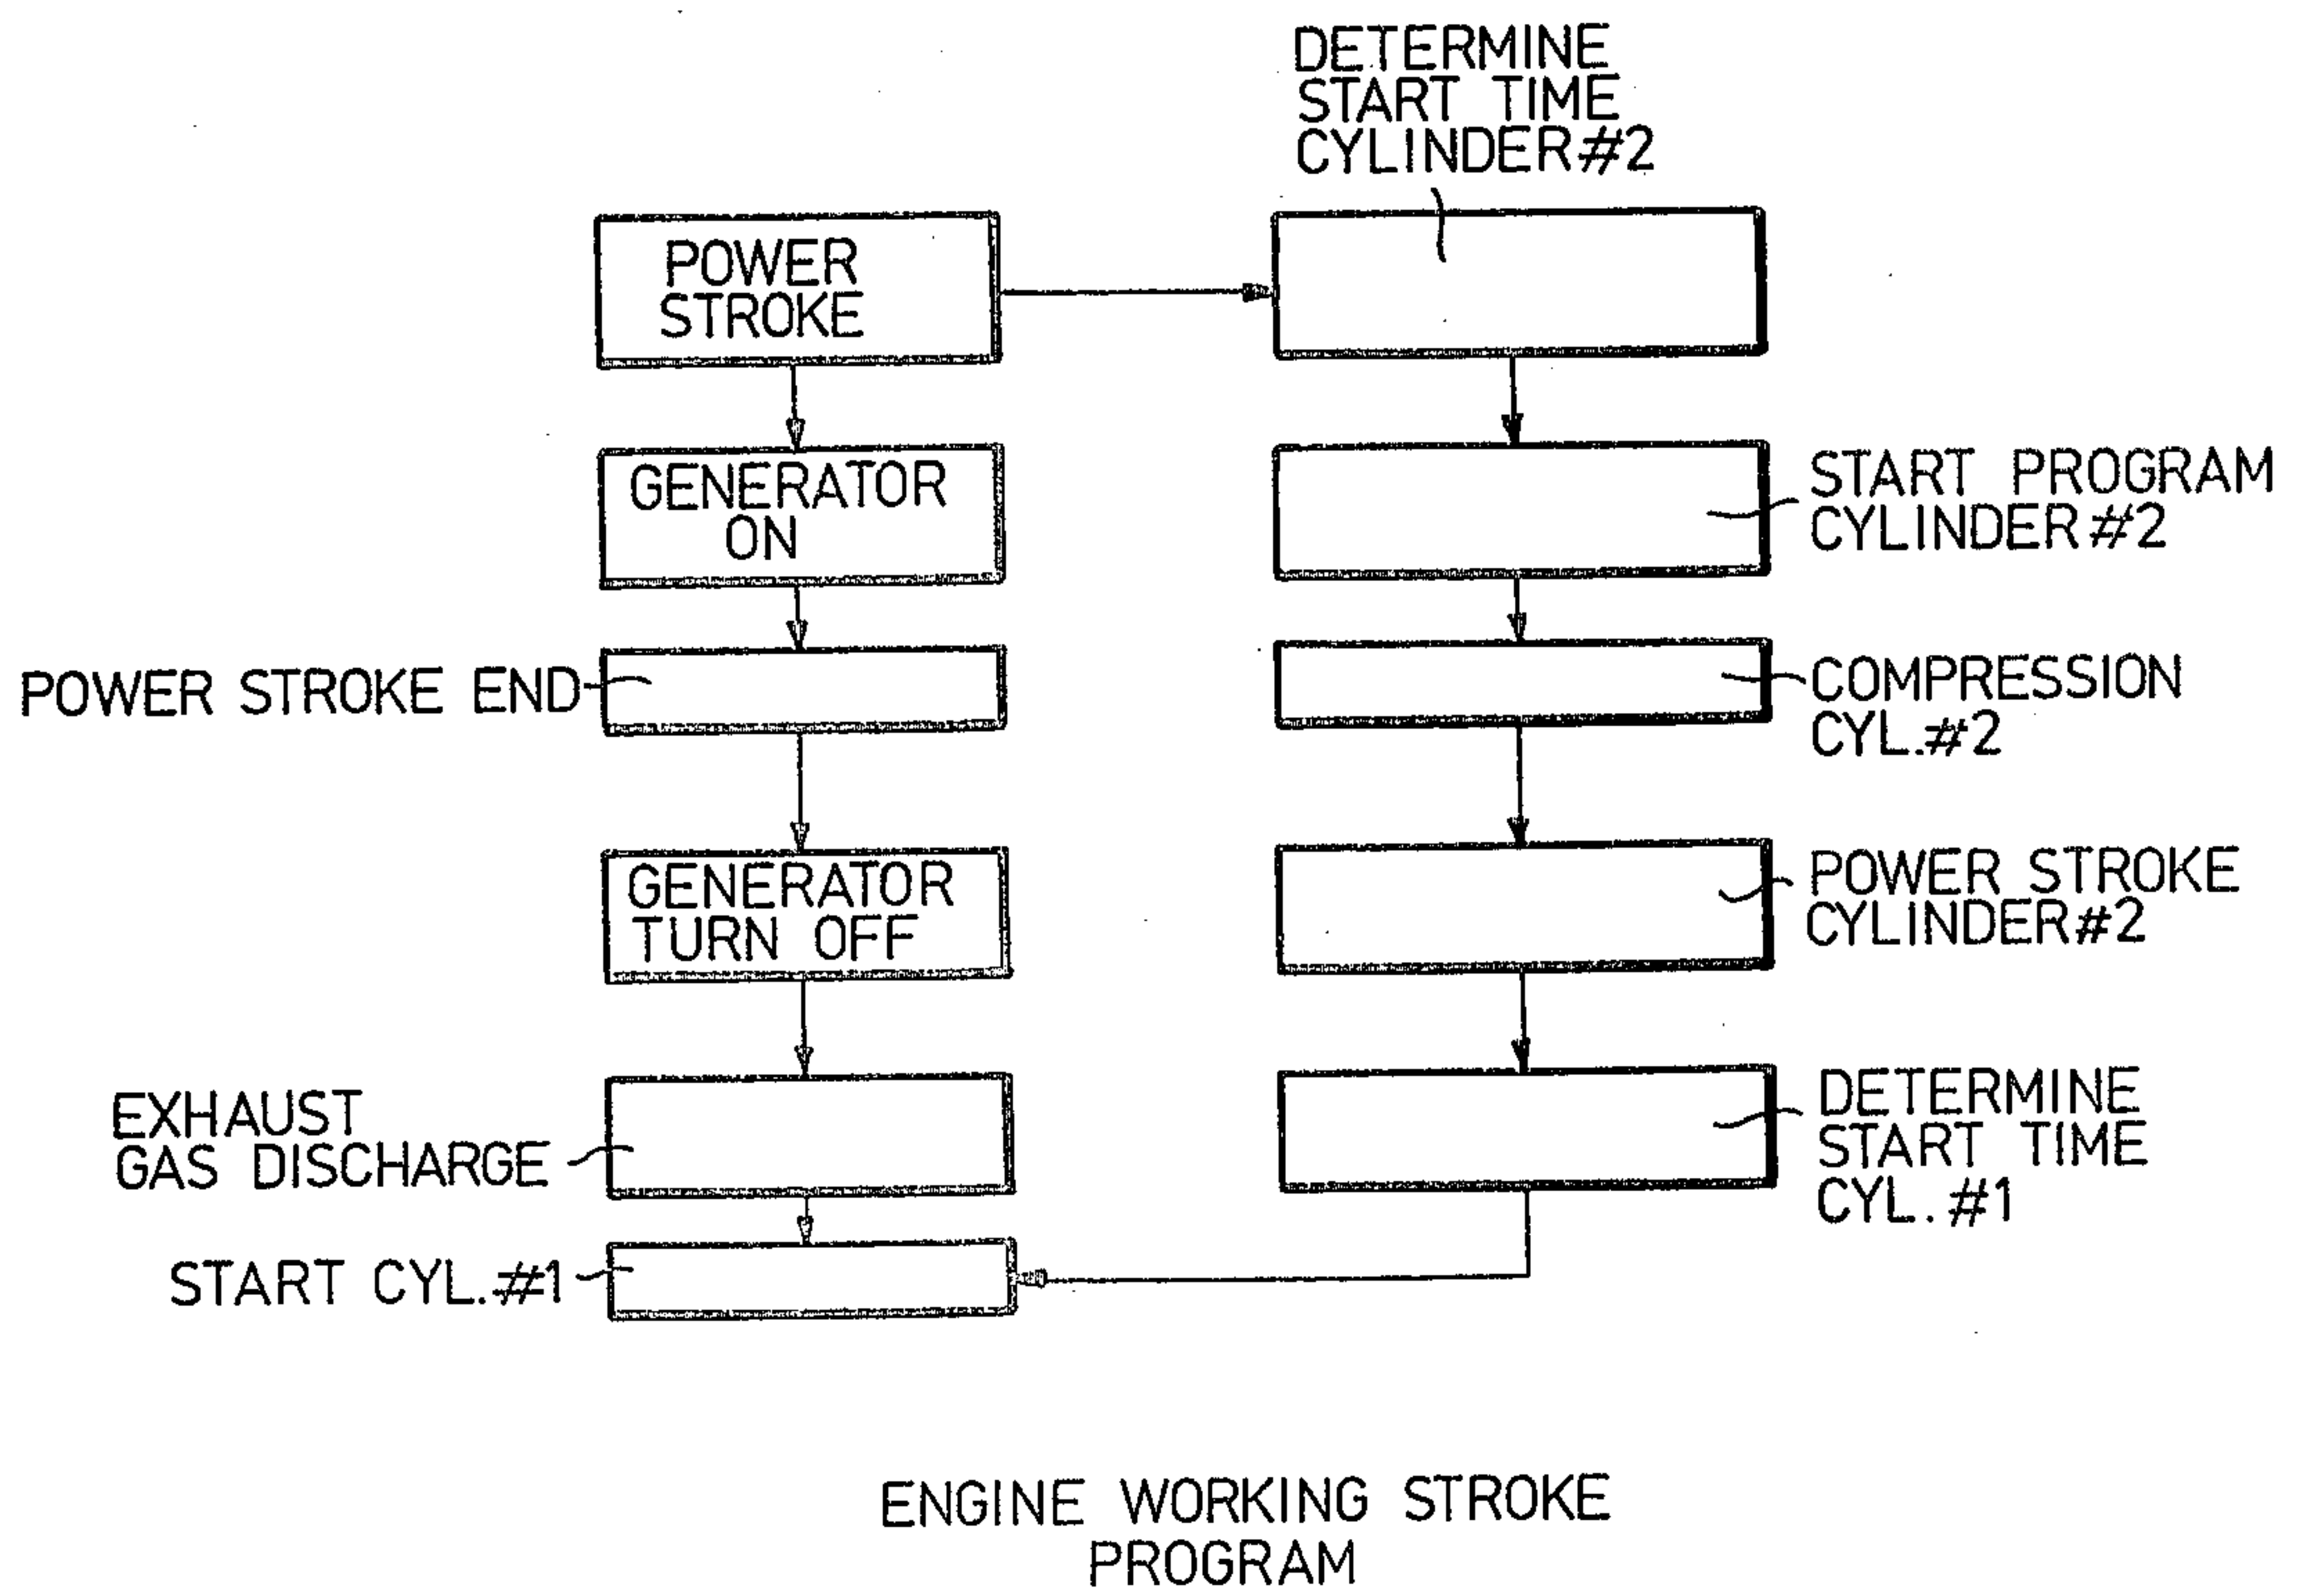 DETERMINE
START TIME
CYLINDER #2
POWER
STROKE
GENERATOR
ON
START PROGRAM
CYLINDER #2
POWER STROKE END
COMPRESSION
CYL. #2
GENERATOR
TURN OFF
POWER STROKE
CYLINDER #2
EXHAUST
GAS DISCHARGE
DETERMINE
START TIME
CYL. #1
START CYL. #1
ENGINE WORKING STROKE
PROGRAM